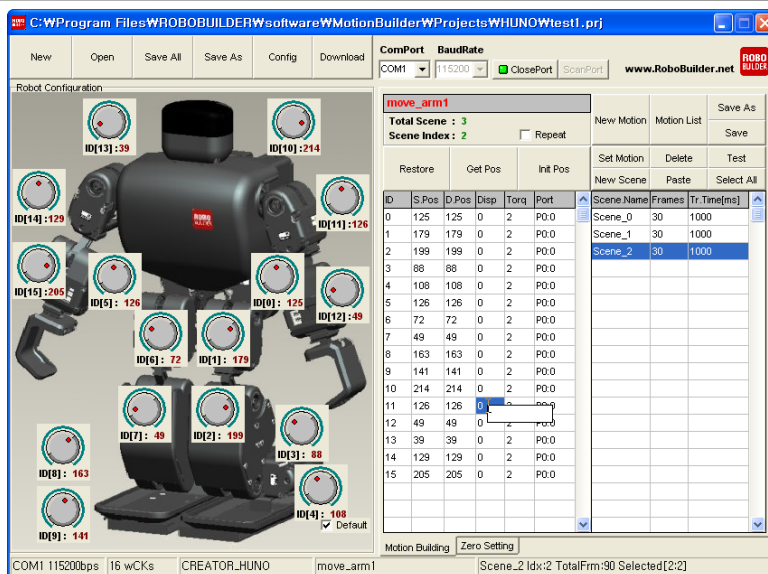 C:₩Program Files₩ROBOBUILDER₩software₩MotionBuilder₩Projects₩HUNO₩test1.prj
New Open Save All Save As Config Download
ComPort BaudRate
COM1 115200 ClosePort ScanPort www.RoboBuilder.net ROBO BUILDER
Robot Configuration
ID[13] :39
ID[10] :214
ID[14] :129
ID[11] :126
ROBO BUILDER
ID[15] :205
ID[5] : 126
ID[0] : 125
ID[12] :49
ID[6] : 72
ID[1] : 179
ID[7] : 49
ID[2] : 199
ID[3] : 88
ID[8] : 163
ID[4] : 108
Default
ID[9] : 141
move_arm1
Total Scene : 3
Scene Index : 2
Repeat
New Motion Motion List Save As
Save
Restore Get Pos Init Pos
Set Motion Delete Test
New Scene Paste Select All
ID S.Pos D.Pos Disp Torq Port
0 125 125 0 2 P0:0
1 179 179 0 2 P0:0
2 199 199 0 2 P0:0
3 88 88 0 2 P0:0
4 108 108 0 2 P0:0
5 126 126 0 2 P0:0
6 72 72 0 2 P0:0
7 49 49 0 2 P0:0
8 163 163 0 2 P0:0
9 141 141 0 2 P0:0
10 214 214 0 2 P0:0
11 126 126 0 2 P0:0
12 49 49 0 2 P0:0
13 39 39 0 2 P0:0
14 129 129 0 2 P0:0
15 205 205 0 2 P0:0
Scene.Name Frames Tr.Time[ms]
Scene_0 30 1000
Scene_1 30 1000
Scene_2 30 1000
Motion Building Zero Setting
COM1 115200bps 16 wCKs CREATOR_HUNO move_arm1 Scene_2 Idx:2 TotalFrm:90 Selected[2:2]